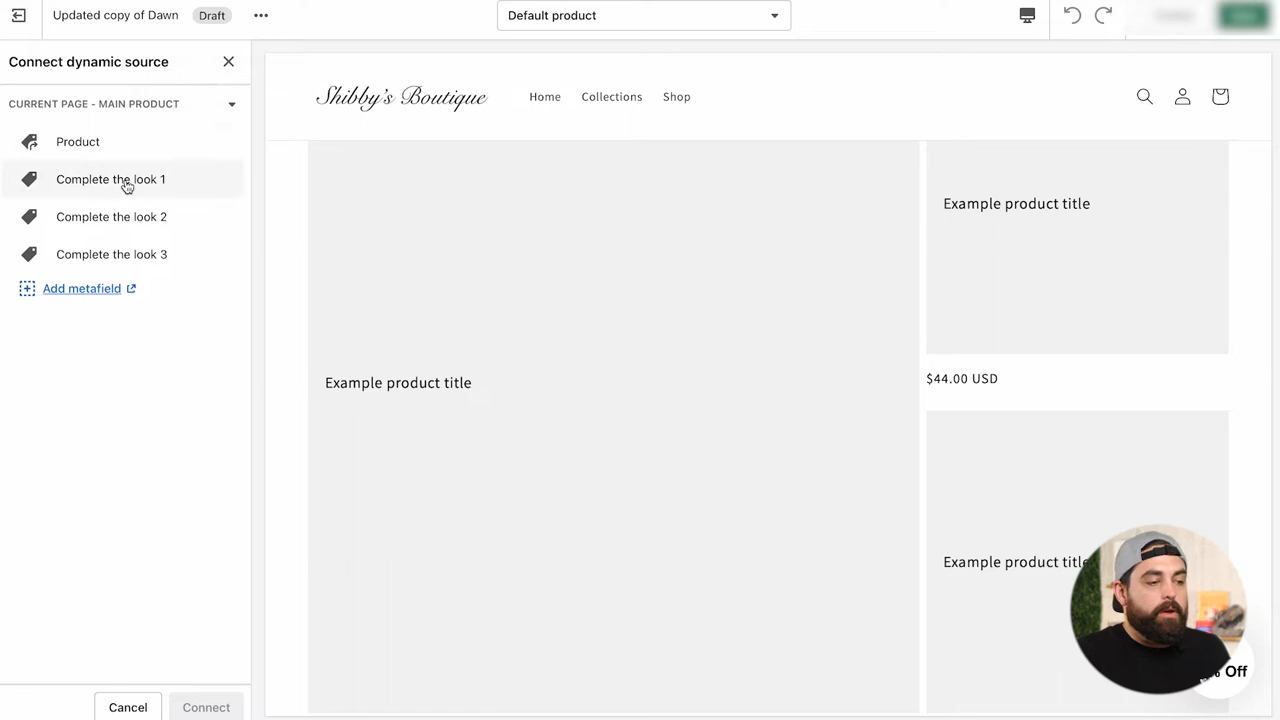 Updated copy of Dawn Draft ••• Default product
Connect dynamic source
CURRENT PAGE - MAIN PRODUCT
Product
Complete the look 1
Complete the look 2
Complete the look 3
Add metafield
Cancel Connect
Shibby's Boutique Home Collections Shop
Example product title
$44.00 USD
Example product title
Example product title
Off